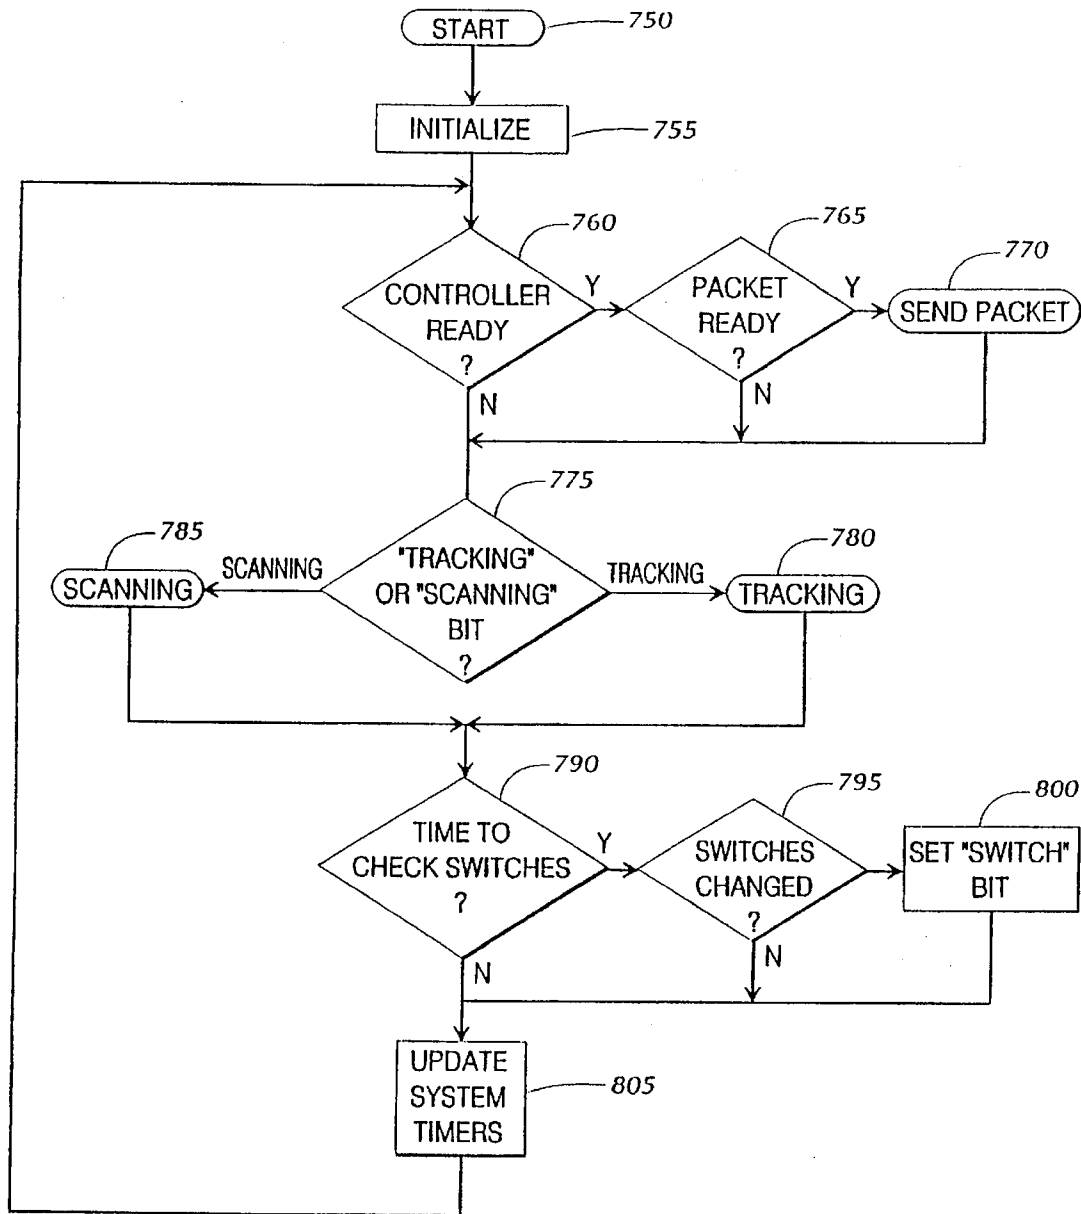 START
750
INITIALIZE
755
760
765
770
CONTROLLER
READY
?
Y
PACKET
READY
?
Y
SEND PACKET
N
N
775
785
780
"TRACKING"
OR "SCANNING"
BIT
?
SCANNING
SCANNING
TRACKING
TRACKING
790
795
800
TIME TO
CHECK SWITCHES
?
Y
SWITCHES
CHANGED
?
SET "SWITCH"
BIT
N
N
UPDATE
SYSTEM
TIMERS
805